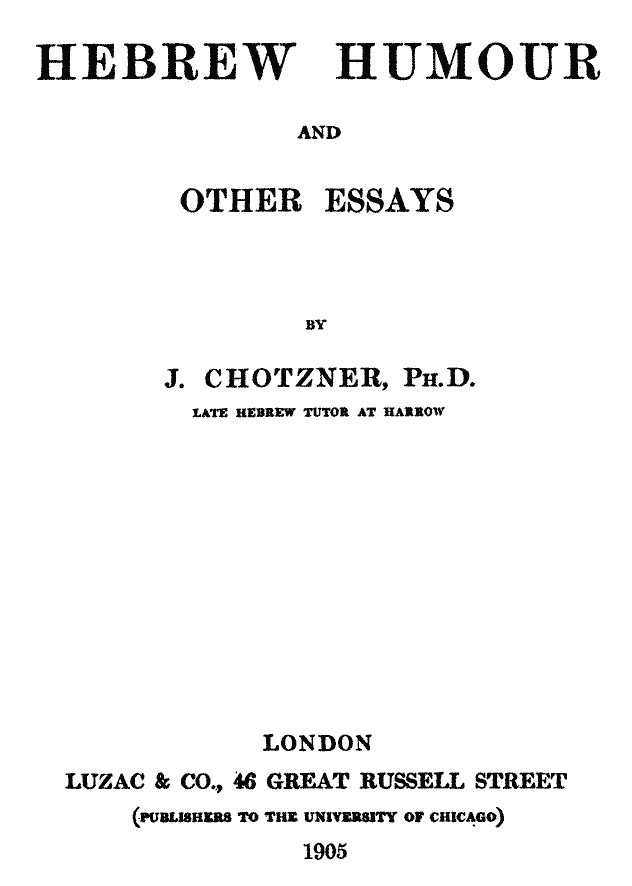 HEBREW HUMOUR
AND
OTHER ESSAYS
BY
J. CHOTZNER, PH.D.
LATE HEBREW TUTOR AT HARROW
LONDON
LUZAC & CO., 46 GREAT RUSSELL STREET
(PUBLISHERS TO THE UNIVERSITY OF CHICAGO)
1905